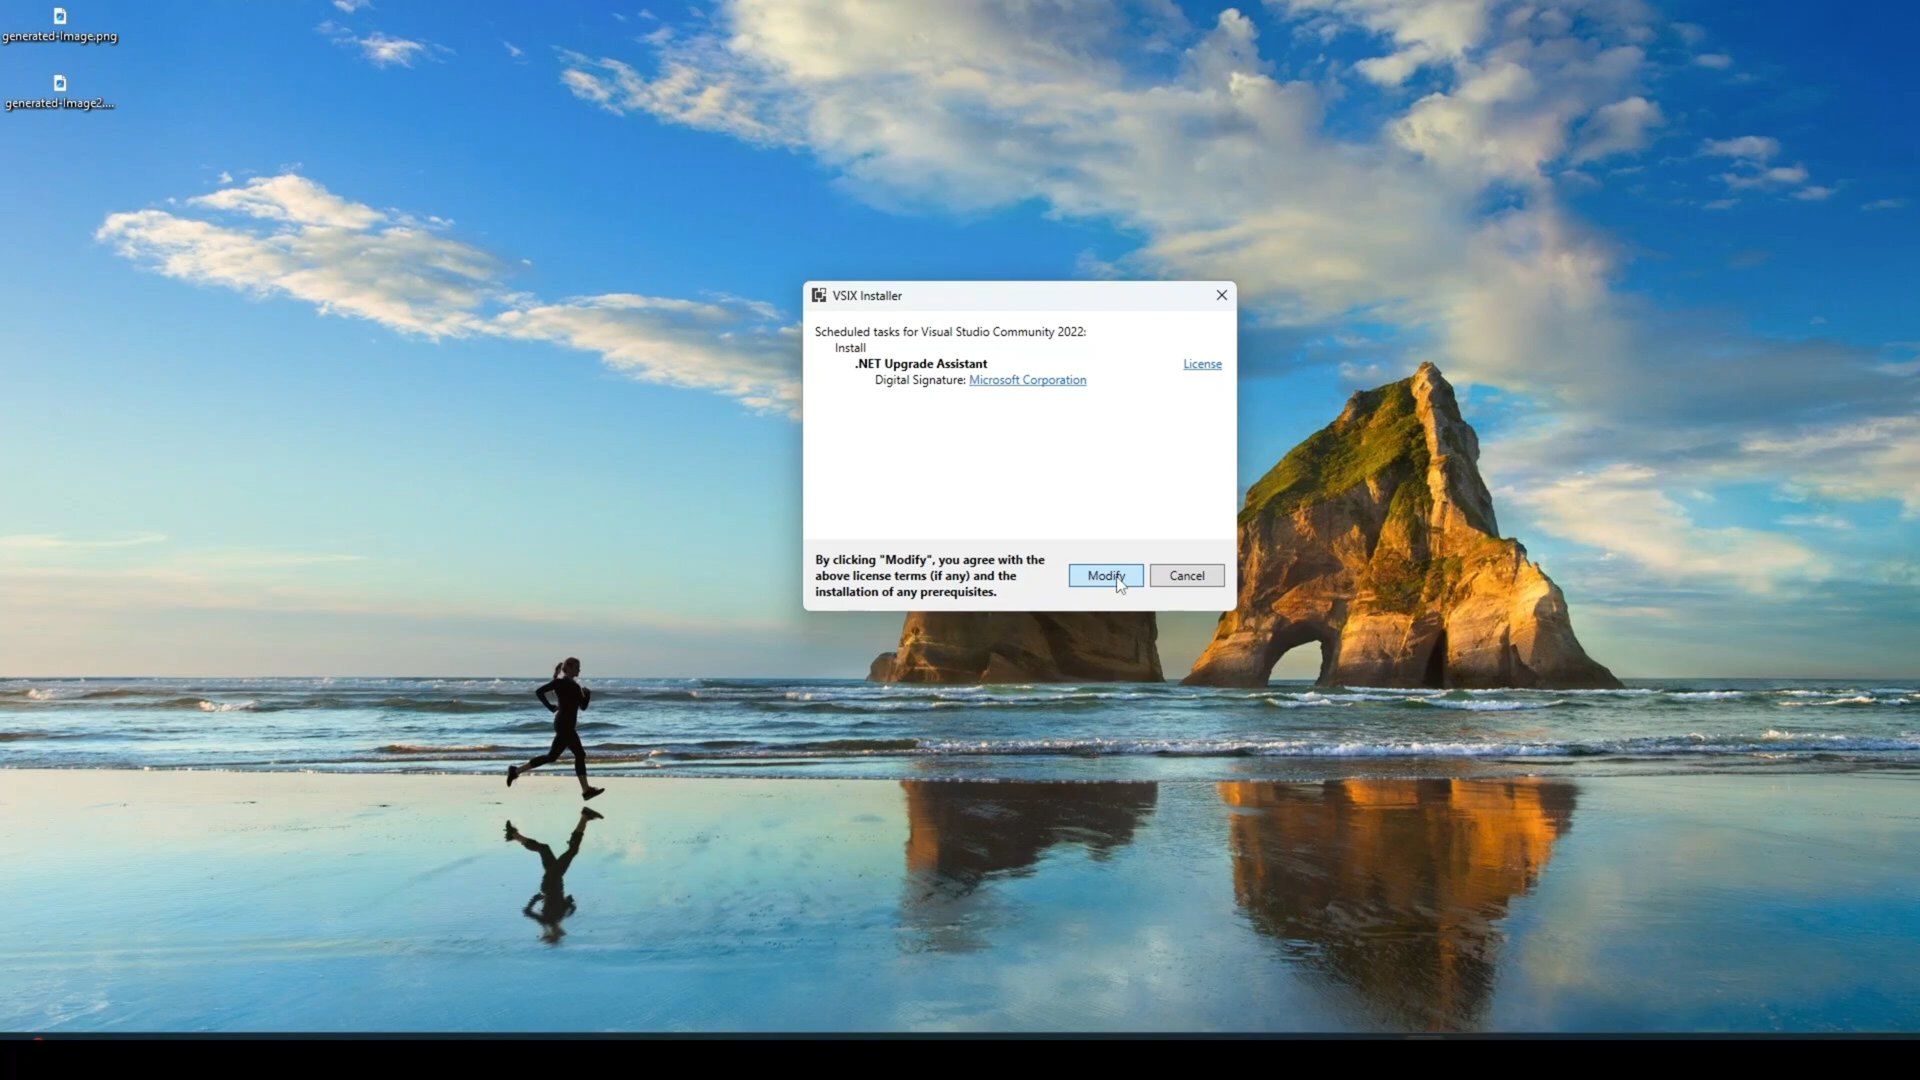 generated-Image.png
generated-Image2....
VSIX Installer
Scheduled tasks for Visual Studio Community 2022:
Install
.NET Upgrade Assistant License
Digital Signature: Microsoft Corporation
By clicking "Modify", you agree with the
above license terms (if any) and the
installation of any prerequisites.
Modify Cancel